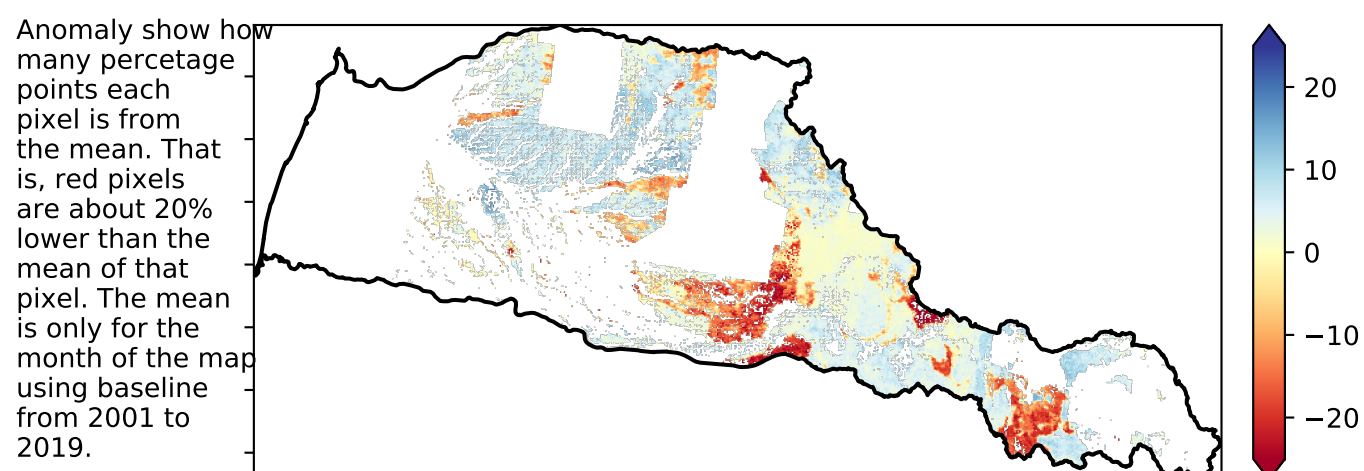 Anomaly show how
many percetage
points each
pixel is from
the mean. That
is, red pixels
are about 20%
lower than the
mean of that
pixel. The mean
is only for the
month of the map
using baseline
from 2001 to
2019.
20
10
0
−10
−20